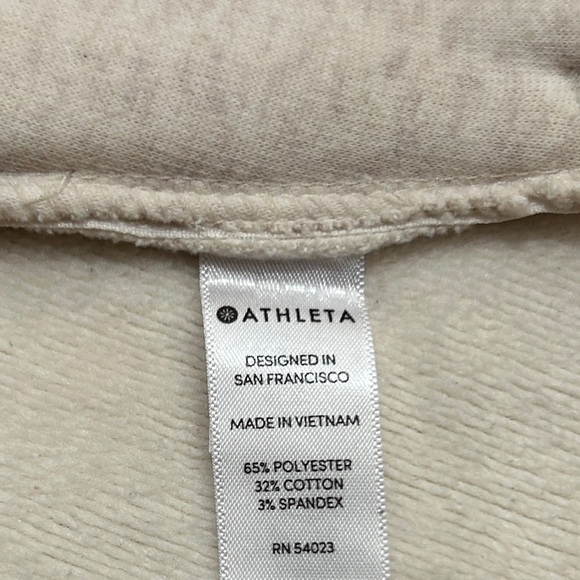 ATHLETA
DESIGNED IN
SAN FRANCISCO
MADE IN VIETNAM
65% POLYESTER
32% COTTON
3% SPANDEX
RN 54023